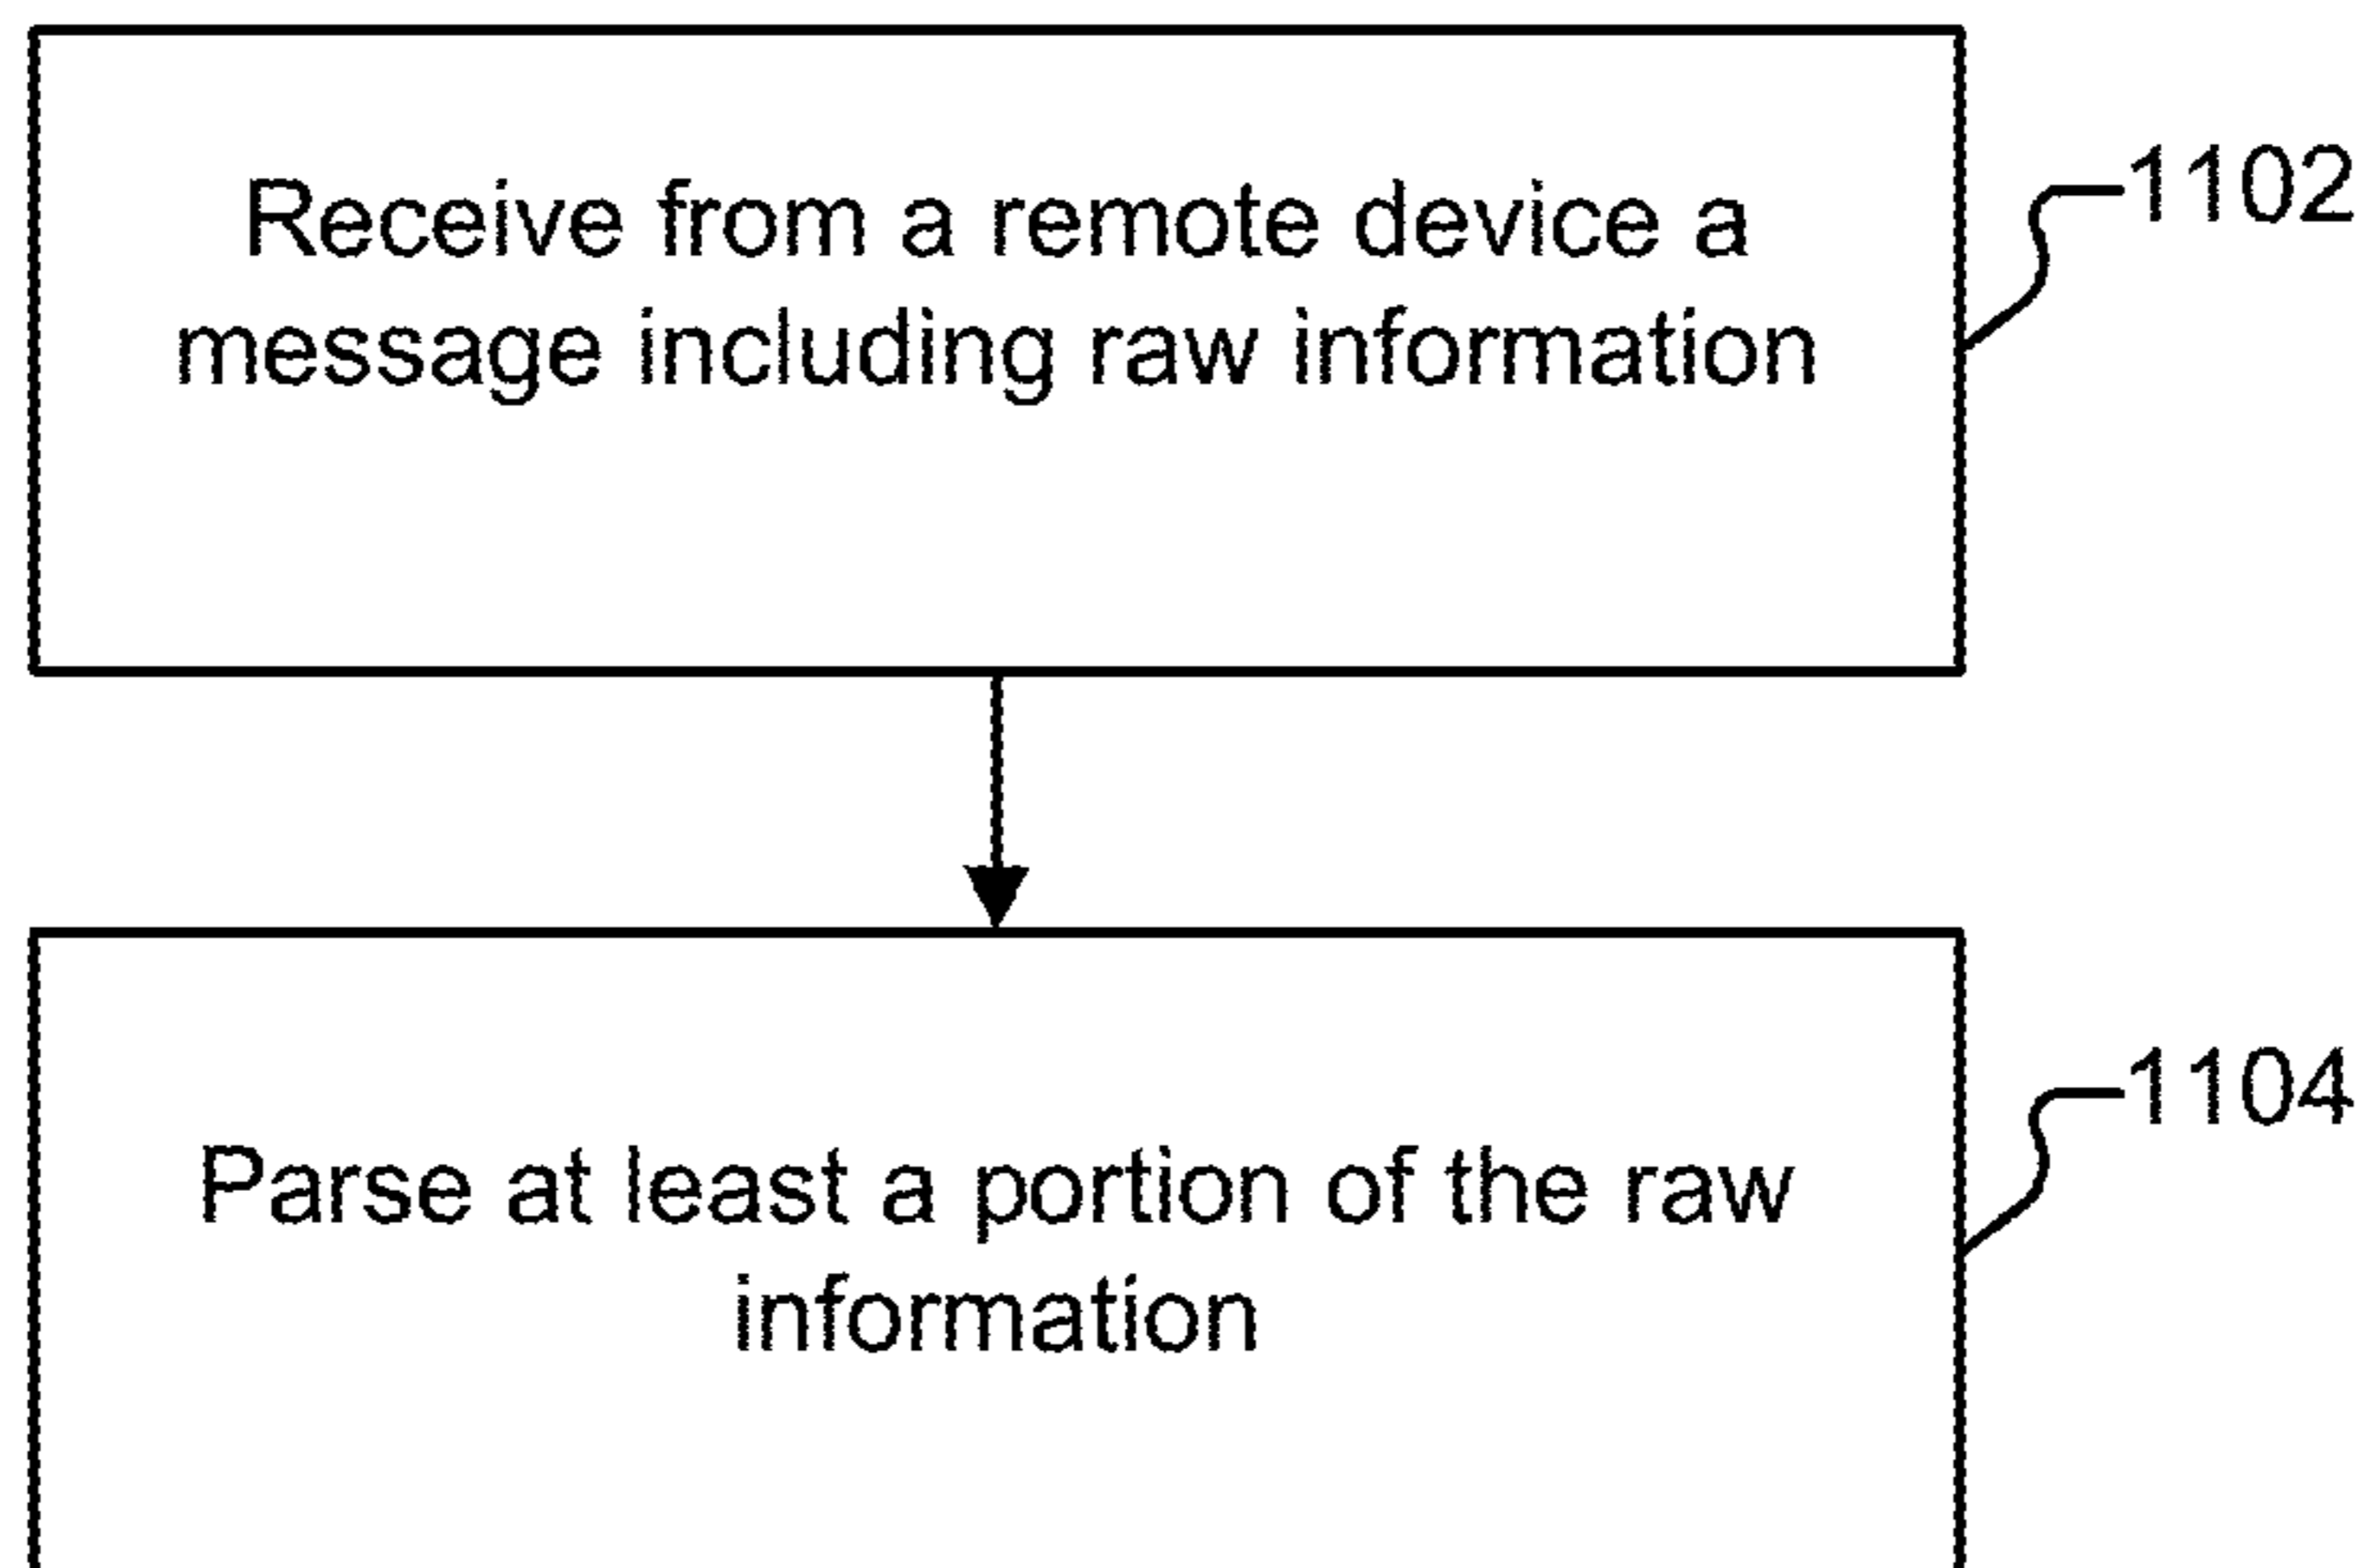 Receive from a remote device a
message including raw information
1102
Parse at least a portion of the raw
information
1104